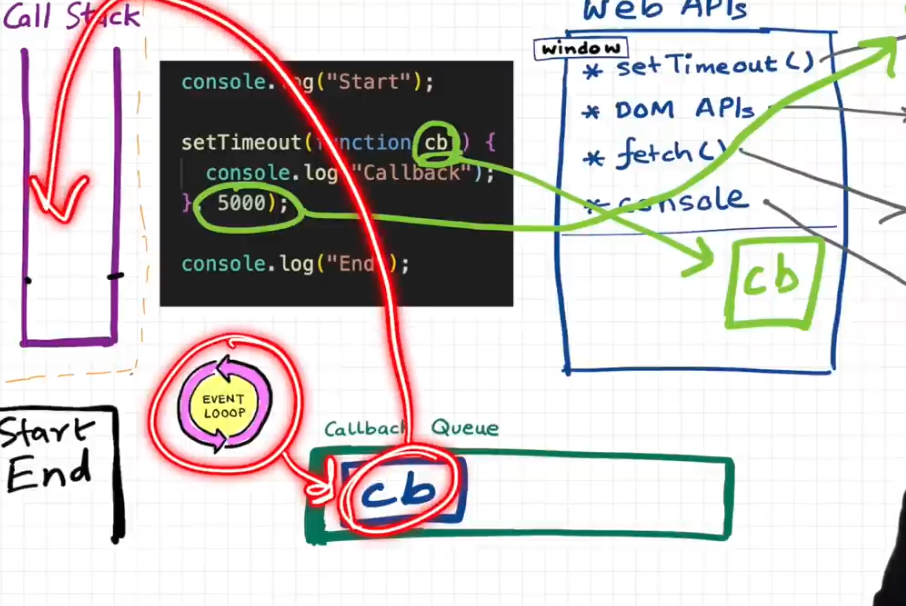 Call Stack
Web APIs
window
* setTimeout()
* DOM APIs
* fetch()
* console
cb
console.log("Start");
setTimeout(function cb() {
console.log("Callback");
}, 5000);
console.log("End");
EVENT
LOOOP
Start
End
Callback Queue
cb